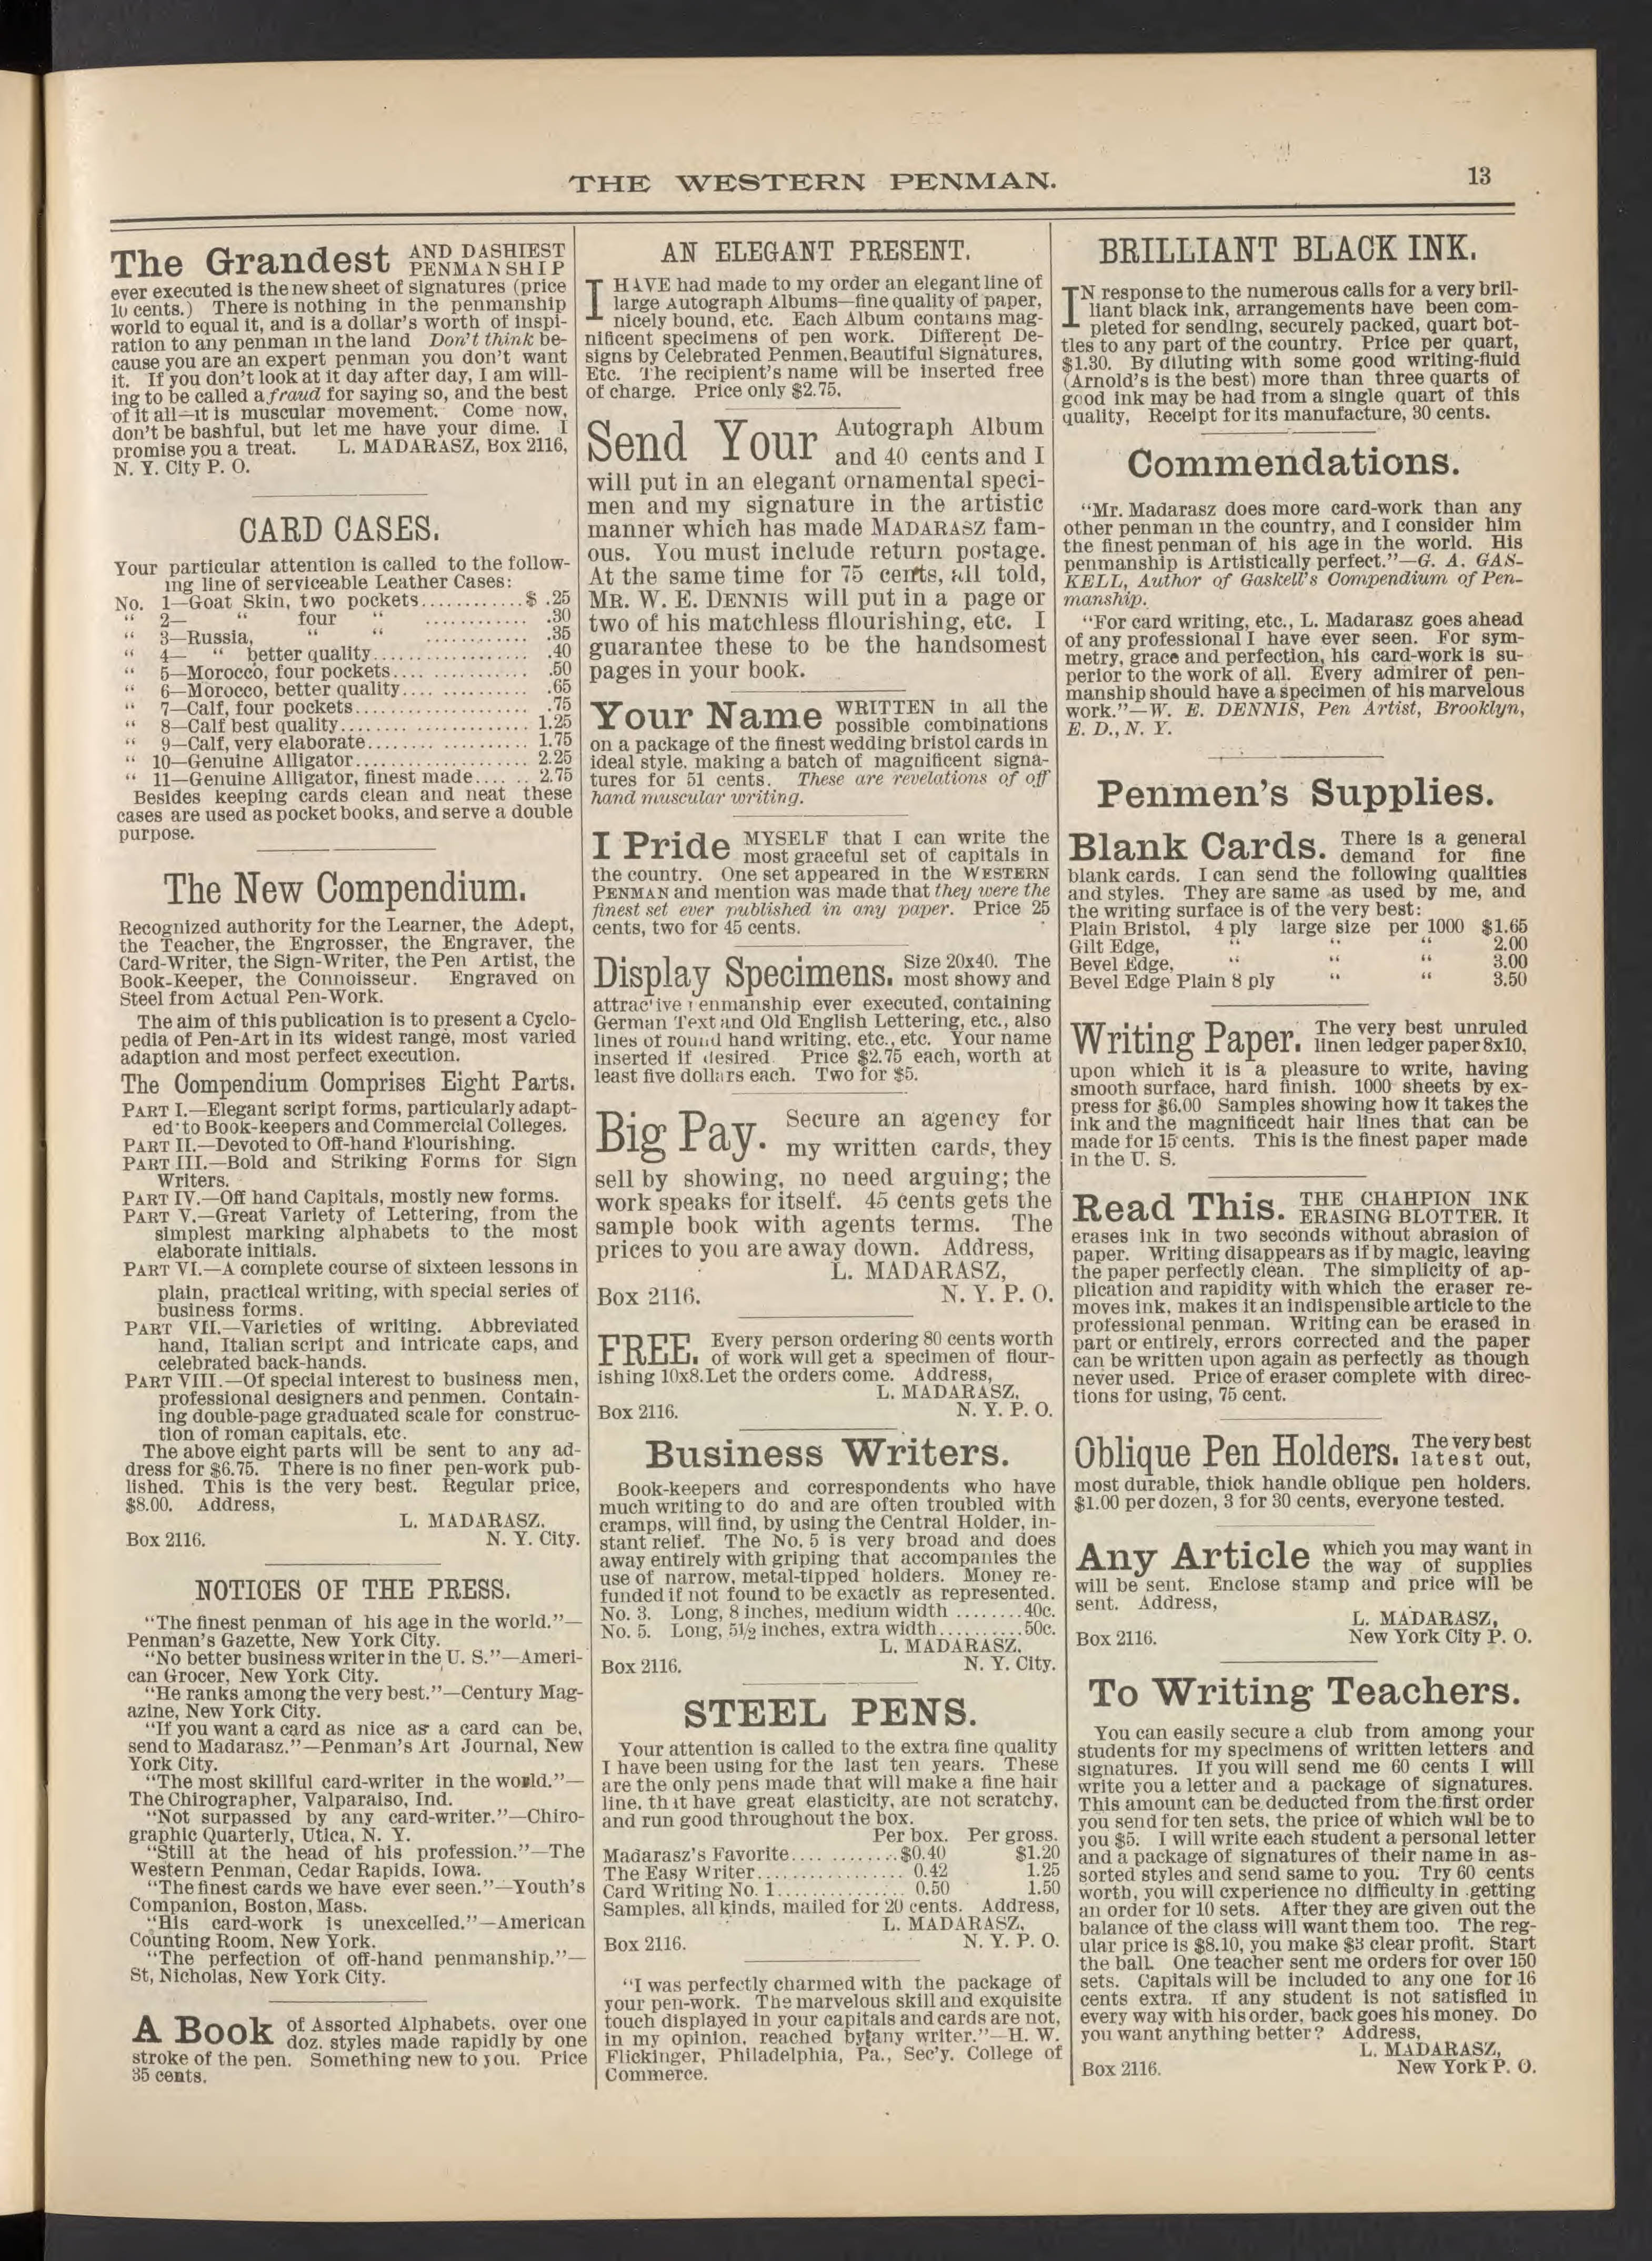 THE WESTERN PENMAN.
13
The Grandest AND DASHIEST
PENMANSHIP
ever executed is the new sheet of signatures (price
10 cents.) There is nothing in the penmanship
world to equal it, and is a dollar's worth of inspi-
ration to any penman in the land Don't think be-
cause you are an expert penman you don't want
it. If you don't look at it day after day, I am will-
ing to be called a fraud for saying so, and the best
of it all—it is muscular movement. Come now,
don't be bashful, but let me have your dime. I
promise you a treat. L. MADARASZ, Box 2116,
N. Y. City P. O.
CARD CASES.
Your particular attention is called to the follow-
ing line of serviceable Leather Cases:
No. 1—Goat Skin, two pockets............$ .25
“ 2— “ four “ ............ .30
“ 3—Russia, “ “ ............ .35
“ 4— “ better quality.................. .40
“ 5—Morocco, four pockets................ .50
“ 6—Morocco, better quality.............. .65
“ 7—Calf, four pockets.................... .75
“ 8—Calf best quality...................... 1.25
“ 9—Calf, very elaborate.................. 1.75
“ 10—Genuine Alligator.................... 2.25
“ 11—Genuine Alligator, finest made...... 2.75
Besides keeping cards clean and neat these
cases are used as pocket books, and serve a double
purpose.
The New Compendium.
Recognized authority for the Learner, the Adept,
the Teacher, the Engrosser, the Engraver, the
Card-Writer, the Sign-Writer, the Pen Artist, the
Book-Keeper, the Connoisseur. Engraved on
Steel from Actual Pen-Work.
The aim of this publication is to present a Cyclo-
pedia of Pen-Art in its widest range, most varied
adaption and most perfect execution.
The Compendium Comprises Eight Parts.
PART I.—Elegant script forms, particularly adapt-
ed to Book-keepers and Commercial Colleges.
PART II.—Devoted to Off-hand Flourishing.
PART III.—Bold and Striking Forms for Sign
Writers.
PART IV.—Off hand Capitals, mostly new forms.
PART V.—Great Variety of Lettering, from the
simplest marking alphabets to the most
elaborate initials.
PART VI.—A complete course of sixteen lessons in
plain, practical writing, with special series of
business forms.
PART VII.—Varieties of writing. Abbreviated
hand, Italian script and intricate caps, and
celebrated back-hands.
PART VIII.—Of special interest to business men,
professional designers and penmen. Contain-
ing double-page graduated scale for construc-
tion of roman capitals, etc.
The above eight parts will be sent to any ad-
dress for $6.75. There is no finer pen-work pub-
lished. This is the very best. Regular price,
$8.00. Address,
L. MADARASZ,
Box 2116. N. Y. City.
NOTICES OF THE PRESS.
“The finest penman of his age in the world.”—
Penman's Gazette, New York City.
“No better business writer in the U. S.”—Ameri-
can Grocer, New York City.
“He ranks among the very best.”—Century Mag-
azine, New York City.
“If you want a card as nice as a card can be,
send to Madarasz.”—Penman's Art Journal, New
York City.
“The most skillful card-writer in the world.”—
The Chirographer, Valparaiso, Ind.
“Not surpassed by any card-writer.”—Chiro-
graphic Quarterly, Utica, N. Y.
“Still at the head of his profession.”—The
Western Penman, Cedar Rapids, Iowa.
“The finest cards we have ever seen.”—Youth's
Companion, Boston, Mass.
“His card-work is unexcelled.”—American
Counting Room, New York.
“The perfection of off-hand penmanship.”—
St, Nicholas, New York City.
A Book of Assorted Alphabets, over one
doz. styles made rapidly by one
stroke of the pen. Something new to you. Price
35 cents.
AN ELEGANT PRESENT.
I HAVE had made to my order an elegant line of
large Autograph Albums—fine quality of paper,
nicely bound, etc. Each Album contains mag-
nificent specimens of pen work. Different De-
signs by Celebrated Penmen, Beautiful Signatures,
Etc. The recipient's name will be inserted free
of charge. Price only $2.75.
Send Your Autograph Album
and 40 cents and I
will put in an elegant ornamental speci-
men and my signature in the artistic
manner which has made MADARASZ fam-
ous. You must include return postage.
At the same time for 75 cents, all told,
MR. W. E. DENNIS will put in a page or
two of his matchless fllourishing, etc. I
guarantee these to be the handsomest
pages in your book.
Your Name WRITTEN in all the
possible combinations
on a package of the finest wedding bristol cards in
ideal style, making a batch of magnificent signa-
tures for 51 cents. These are revelations of off
hand muscular writing.
I Pride MYSELF that I can write the
most graceful set of capitals in
the country. One set appeared in the WESTERN
PENMAN and mention was made that they were the
finest set ever published in any paper. Price 25
cents, two for 45 cents.
Display Specimens. Size 20x40. The
most showy and
attractive penmanship ever executed, containing
German Text and Old English Lettering, etc., also
lines of round hand writing, etc., etc. Your name
inserted if desired. Price $2.75 each, worth at
least five dollars each. Two for $5.
Big Pay. Secure an agency for
my written cards, they
sell by showing, no need arguing; the
work speaks for itself. 45 cents gets the
sample book with agents terms. The
prices to you are away down. Address,
L. MADARASZ,
Box 2116. N. Y. P. O.
FREE. Every person ordering 80 cents worth
of work will get a specimen of flour-
ishing 10x8. Let the orders come. Address,
L. MADARASZ,
Box 2116. N. Y. P. O.
Business Writers.
Book-keepers and correspondents who have
much writing to do and are often troubled with
cramps, will find, by using the Central Holder, in-
stant relief. The No. 5 is very broad and does
away entirely with griping that accompanies the
use of narrow, metal-tipped holders. Money re-
funded if not found to be exactly as represented.
No. 3. Long, 8 inches, medium width ........40c.
No. 5. Long, 5½ inches, extra width..........50c.
L. MADARASZ,
Box 2116. N. Y. City.
STEEL PENS.
Your attention is called to the extra fine quality
I have been using for the last ten years. These
are the only pens made that will make a fine hair
line, that have great elasticity, are not scratchy,
and run good throughout the box.
Per box. Per gross.
Madarasz's Favorite..............$0.40 $1.20
The Easy Writer.................. 0.42 1.25
Card Writing No. 1............... 0.50 1.50
Samples, all kinds, mailed for 20 cents. Address,
L. MADARASZ,
Box 2116. N. Y. P. O.
“I was perfectly charmed with the package of
your pen-work. The marvelous skill and exquisite
touch displayed in your capitals and cards are not,
in my opinion, reached by any writer.”—H. W.
Flickinger, Philadelphia, Pa., Sec'y. College of
Commerce.
BRILLIANT BLACK INK.
IN response to the numerous calls for a very bril-
liant black ink, arrangements have been com-
pleted for sending, securely packed, quart bot-
tles to any part of the country. Price per quart,
$1.30. By diluting with some good writing-fluid
(Arnold's is the best) more than three quarts of
good ink may be had from a single quart of this
quality, Receipt for its manufacture, 30 cents.
Commendations.
“Mr. Madarasz does more card-work than any
other penman in the country, and I consider him
the finest penman of his age in the world. His
penmanship is Artistically perfect.”—G. A. GAS-
KELL, Author of Gaskell's Compendium of Pen-
manship.
“For card writing, etc., L. Madarasz goes ahead
of any professional I have ever seen. For sym-
metry, grace and perfection, his card-work is su-
perior to the work of all. Every admirer of pen-
manship should have a specimen of his marvelous
work.”—W. E. DENNIS, Pen Artist, Brooklyn,
E. D., N. Y.
Penmen's Supplies.
Blank Cards. There is a general
demand for fine
blank cards. I can send the following qualities
and styles. They are same as used by me, and
the writing surface is of the very best:
Plain Bristol, 4 ply large size per 1000 $1.65
Gilt Edge, “ “ “ 2.00
Bevel Edge, “ “ “ 3.00
Bevel Edge Plain 8 ply “ “ 3.50
Writing Paper. The very best unruled
linen ledger paper 8x10,
upon which it is a pleasure to write, having
smooth surface, hard finish. 1000 sheets by ex-
press for $6.00 Samples showing how it takes the
ink and the magnificedt hair lines that can be
made for 15 cents. This is the finest paper made
in the U. S.
Read This. THE CHAHPION INK
ERASING BLOTTER. It
erases ink in two seconds without abrasion of
paper. Writing disappears as if by magic, leaving
the paper perfectly clean. The simplicity of ap-
plication and rapidity with which the eraser re-
moves ink, makes it an indispensible article to the
professional penman. Writing can be erased in
part or entirely, errors corrected and the paper
can be written upon again as perfectly as though
never used. Price of eraser complete with direc-
tions for using, 75 cent.
Oblique Pen Holders. The very best
latest out,
most durable, thick handle oblique pen holders.
$1.00 per dozen, 3 for 30 cents, everyone tested.
Any Article which you may want in
the way of supplies
will be sent. Enclose stamp and price will be
sent. Address,
L. MADARASZ,
Box 2116. New York City P. O.
To Writing Teachers.
You can easily secure a club from among your
students for my specimens of written letters and
signatures. If you will send me 60 cents I will
write you a letter and a package of signatures.
This amount can be deducted from the first order
you send for ten sets, the price of which will be to
you $5. I will write each student a personal letter
and a package of signatures of their name in as-
sorted styles and send same to you. Try 60 cents
worth, you will experience no difficulty in getting
an order for 10 sets. After they are given out the
balance of the class will want them too. The reg-
ular price is $8.10, you make $3 clear profit. Start
the ball. One teacher sent me orders for over 150
sets. Capitals will be included to any one for 16
cents extra. If any student is not satisfied in
every way with his order, back goes his money. Do
you want anything better? Address,
L. MADARASZ,
Box 2116. New York P. O.